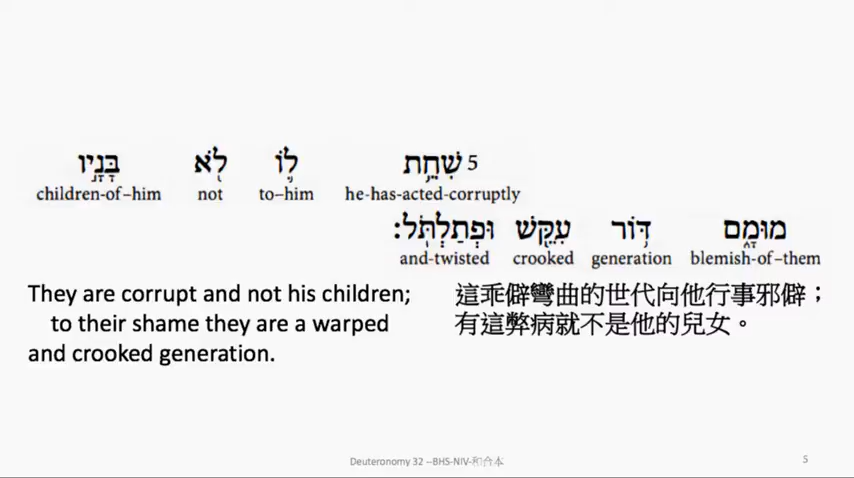 5 שִׁחֵ֥ת ל֛וֹ לֹ֖א בָּנָ֣יו
children-of–him not to–him he-has-acted-corruptly
מוּמָ֑ם דּ֥וֹר עִקֵּ֖שׁ וּפְתַלְתֹּֽל׃
and-twisted crooked generation blemish-of–them
They are corrupt and not his children;
to their shame they are a warped
and crooked generation.
這乖僻彎曲的世代向他行事邪僻；
有這弊病就不是他的兒女。
Deuteronomy 32 --BHS-NIV-和合本
5